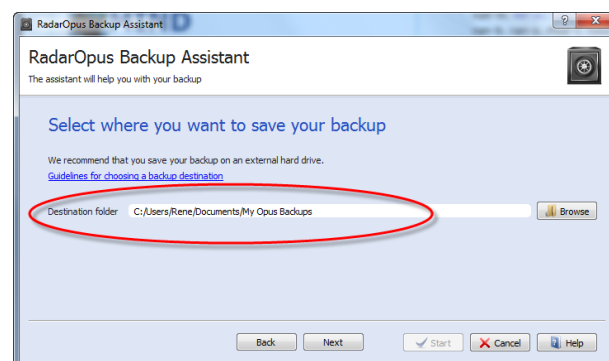 RadarOpus Backup Assistant
RadarOpus Backup Assistant
The assistant will help you with your backup
Select where you want to save your backup
We recommend that you save your backup on an external hard drive.
Guidelines for choosing a backup destination
Destination folder C:/Users/Rene/Documents/My Opus Backups Browse
Back Next Start Cancel Help